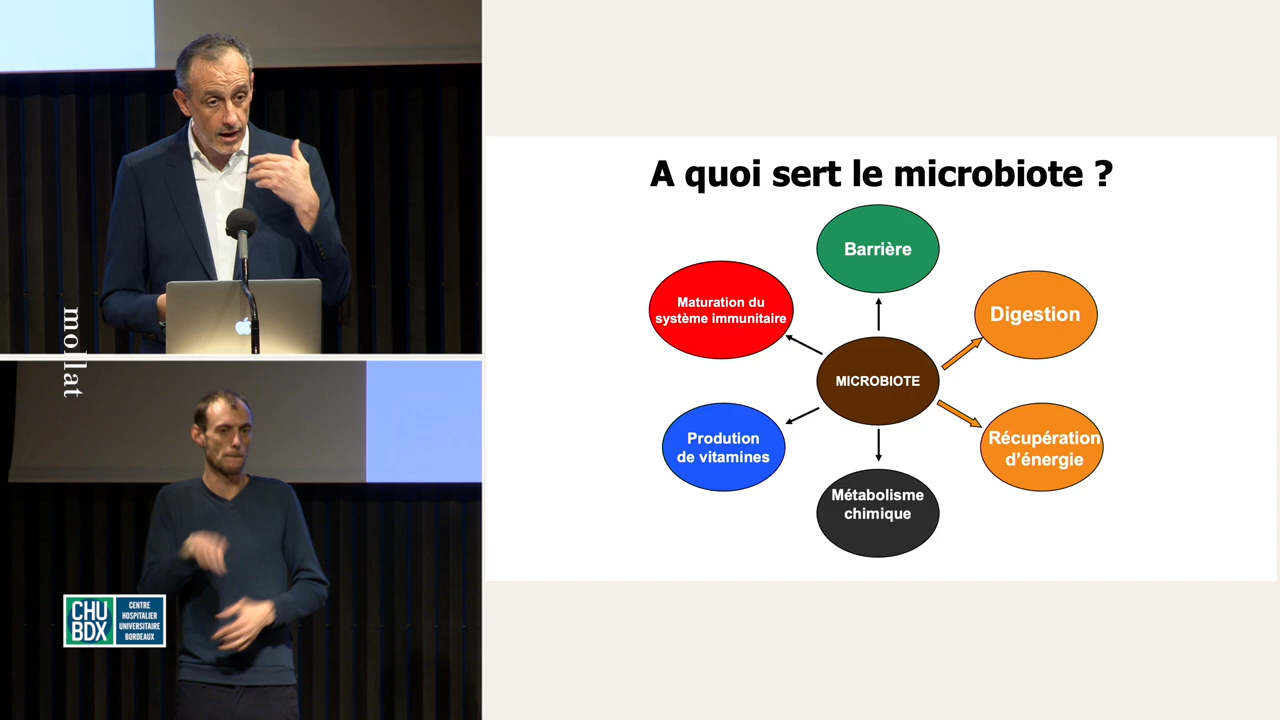 A quoi sert le microbiote ?
Barrière
Maturation du
système immunitaire
Digestion
MICROBIOTE
Prodution
de vitamines
Récupération
d'énergie
Métabolisme
chimique
mollat
CHU
BDX
CENTRE
HOSPITALIER
UNIVERSITAIRE
BORDEAUX